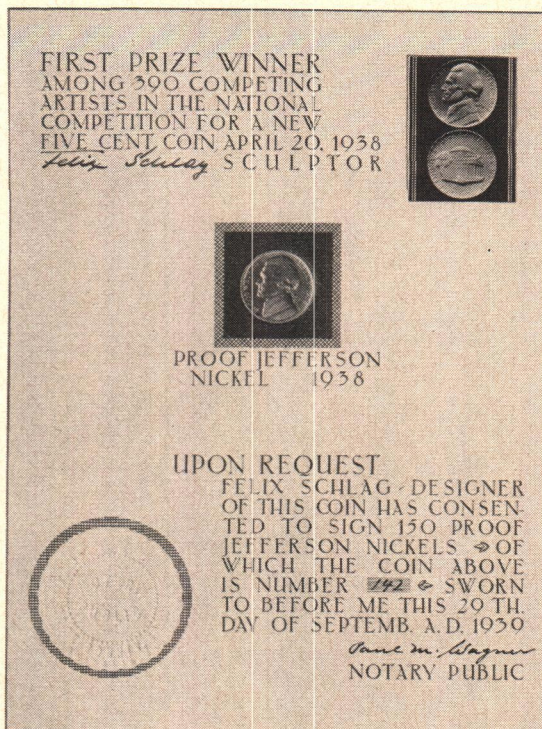 FIRST PRIZE WINNER
AMONG 390 COMPETING
ARTISTS IN THE NATIONAL
COMPETITION FOR A NEW
FIVE CENT COIN APRIL 20, 1938
Felix Schlag SCULPTOR
PROOF JEFFERSON
NICKEL 1938
UPON REQUEST
FELIX SCHLAG - DESIGNER
OF THIS COIN HAS CONSEN-
TED TO SIGN 150 PROOF
JEFFERSON NICKELS OF
WHICH THE COIN ABOVE
IS NUMBER 142 & SWORN
TO BEFORE ME THIS 29 TH.
DAY OF SEPTEMB. A. D. 1939
Paul M. Wagner
NOTARY PUBLIC